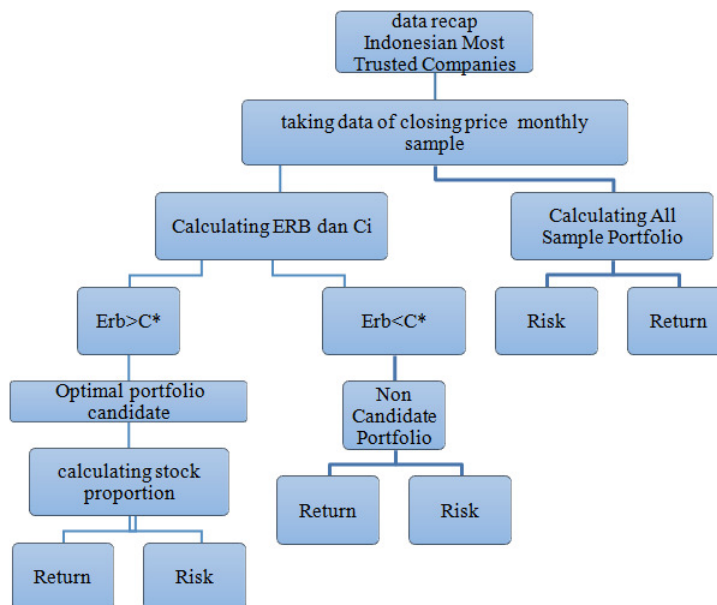 data recap
Indonesian Most
Trusted Companies
taking data of closing price monthly
sample
Calculating ERB dan Ci
Calculating All
Sample Portfolio
Erb>C*
Erb<C*
Risk
Return
Optimal portfolio
candidate
Non
Candidate
Portfolio
calculating stock
proportion
Return
Risk
Return
Risk